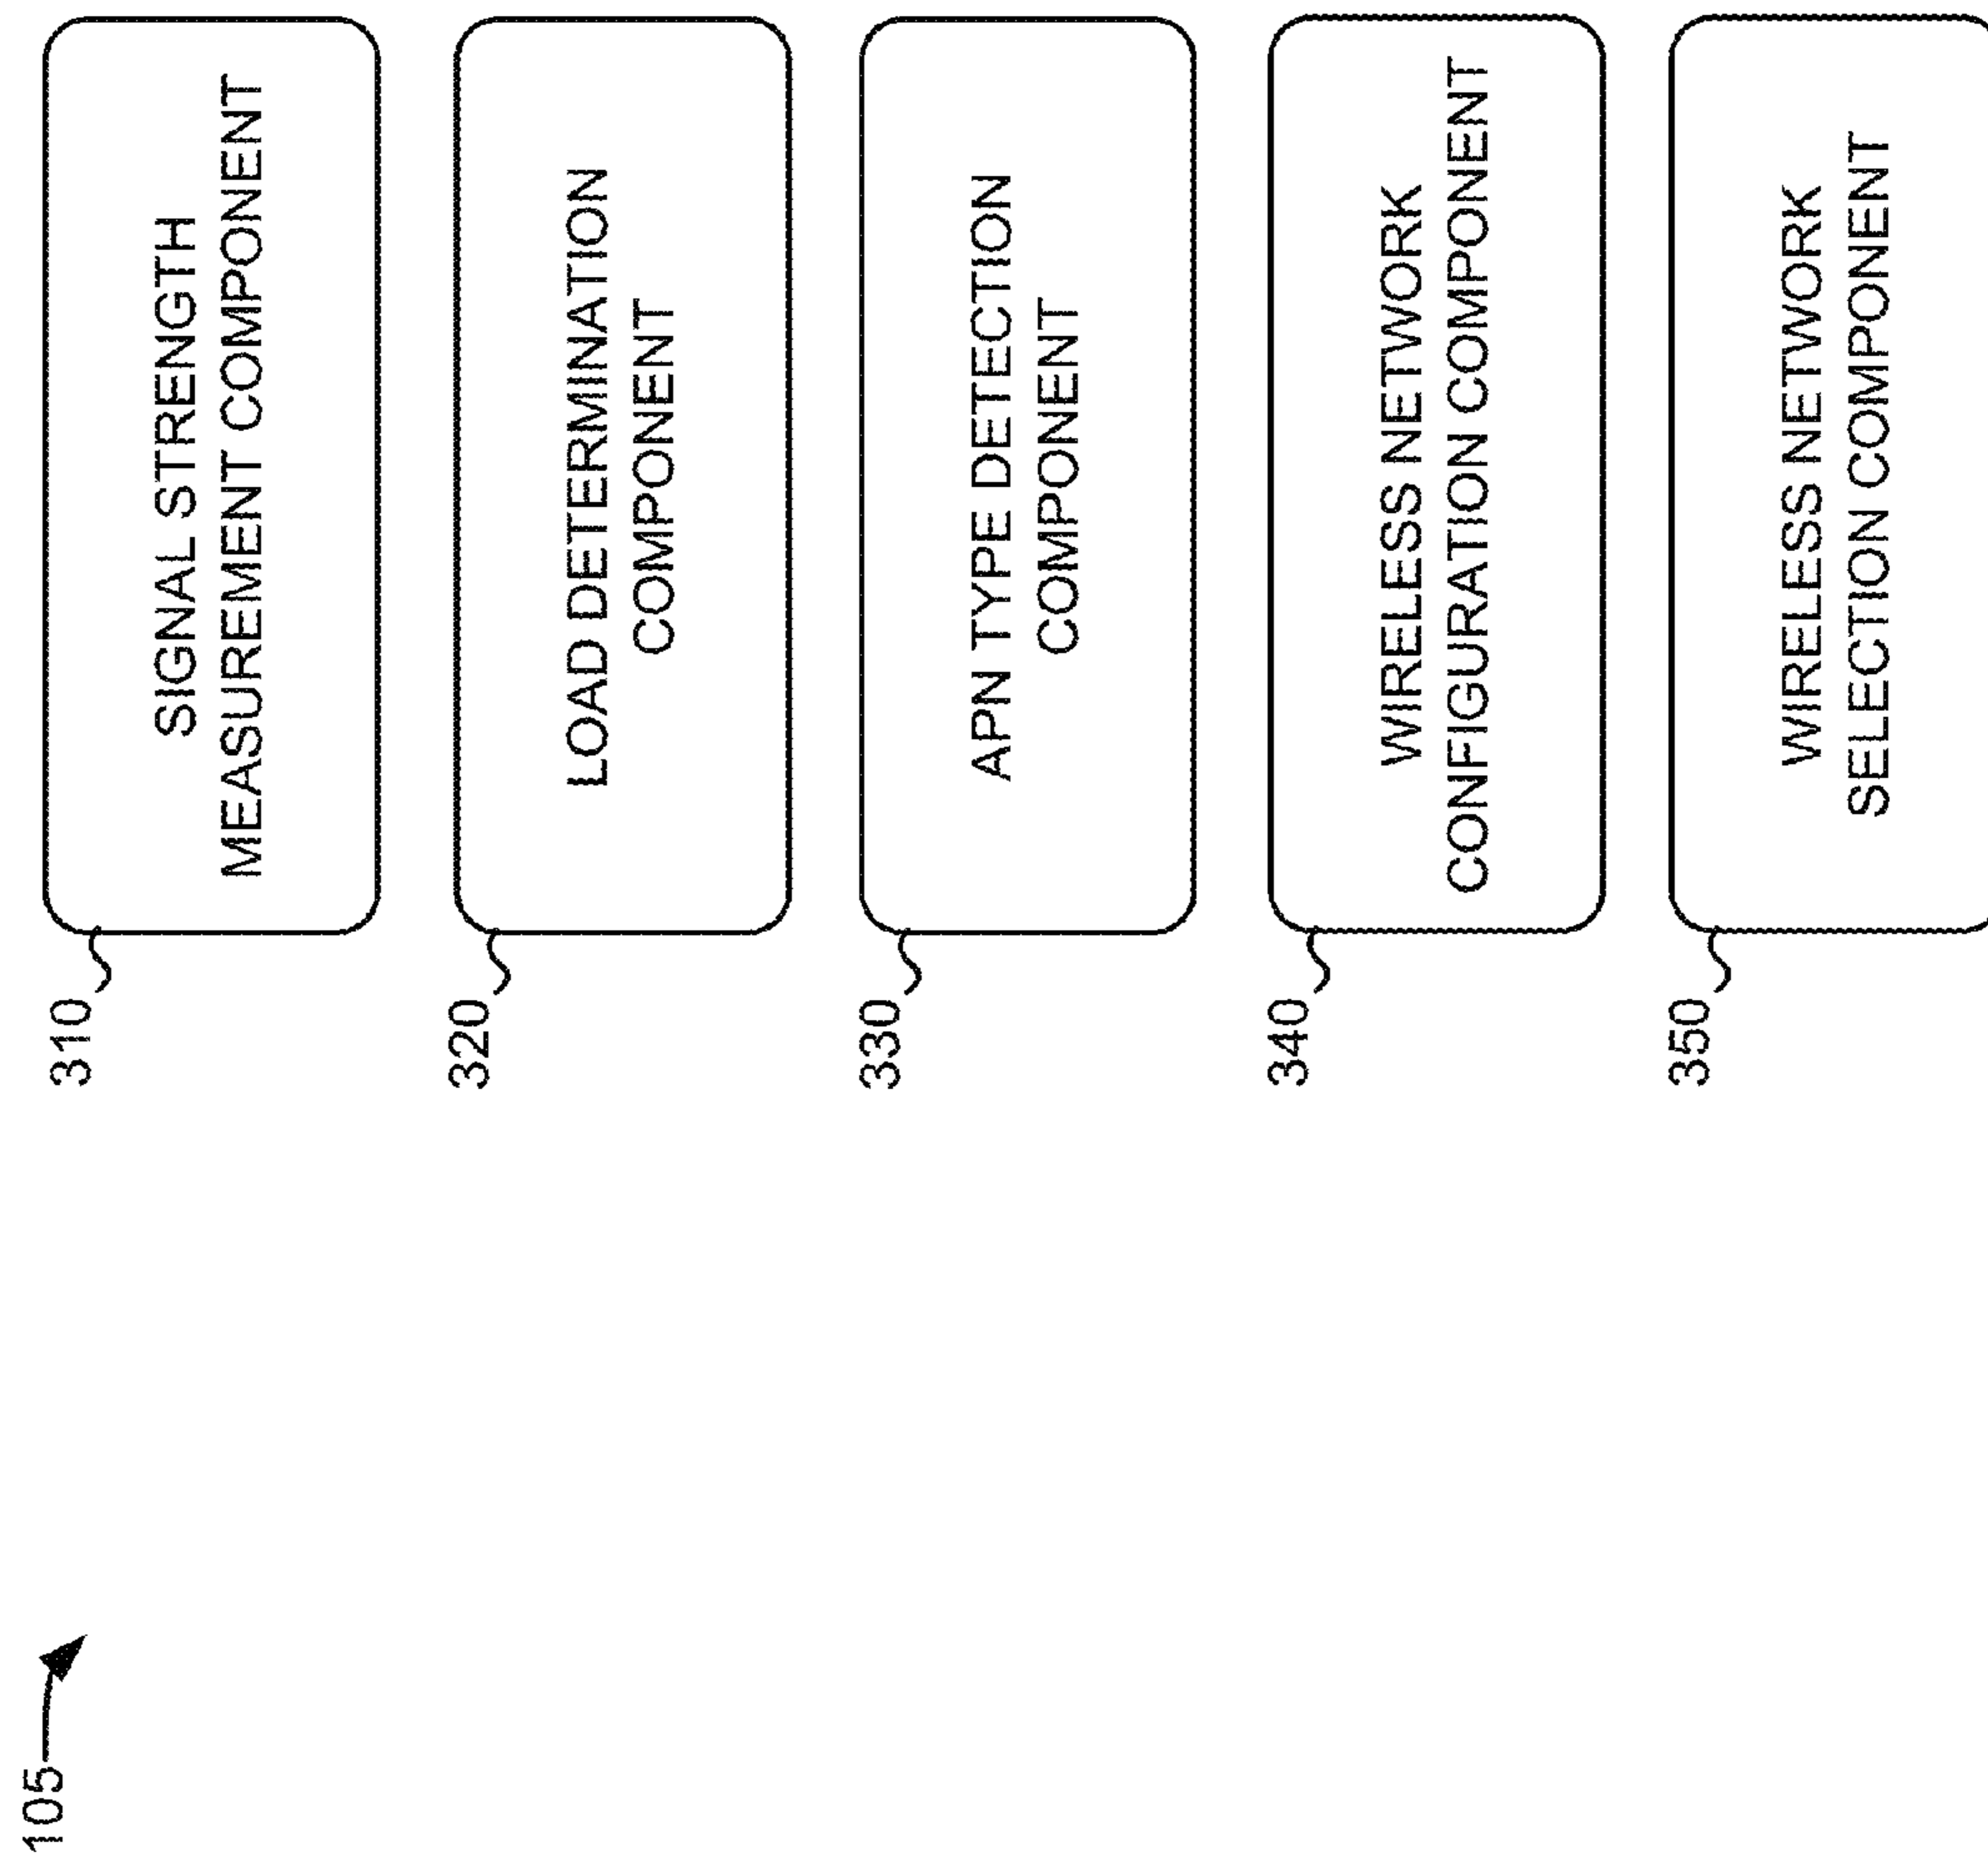 105
310
SIGNAL STRENGTH
MEASUREMENT COMPONENT
320
LOAD DETERMINATION
COMPONENT
330
APN TYPE DETECTION
COMPONENT
340
WIRELESS NETWORK
CONFIGURATION COMPONENT
350
WIRELESS NETWORK
SELECTION COMPONENT